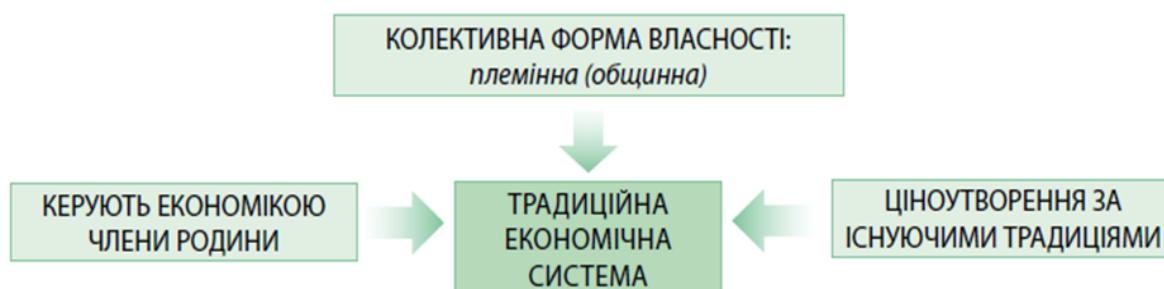 КОЛЕКТИВНА ФОРМА ВЛАСНОСТІ:
племінна (общинна)
КЕРУЮТЬ ЕКОНОМІКОЮ
ЧЛЕНИ РОДИНИ
ТРАДИЦІЙНА
ЕКОНОМІЧНА
СИСТЕМА
ЦІНОУТВОРЕННЯ ЗА
ІСНУЮЧИМИ ТРАДИЦІЯМИ